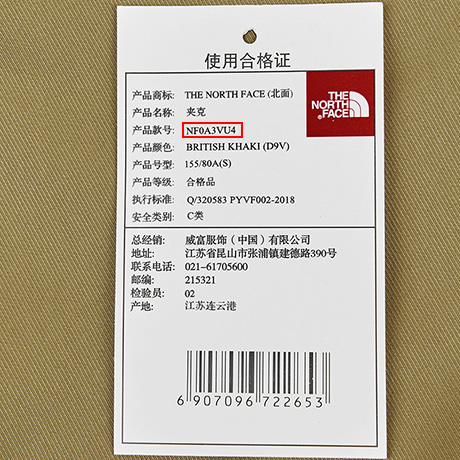 使用合格证
产品商标: THE NORTH FACE (北面)
产品名称: 夹克
产品款号: NF0A3VU4
产品颜色: BRITISH KHAKI (D9V)
产品号型: 155/80A(S)
产品等级: 合格品
执行标准: Q/320583 PYVF002-2018
安全类别: C类
THE
NORTH
FACE®
总经销: 威富服饰（中国）有限公司
地址: 江苏省昆山市张浦镇建德路390号
联系电话: 021-61705600
邮编: 215321
检验员: 02
产地: 江苏连云港
6 907096 722653